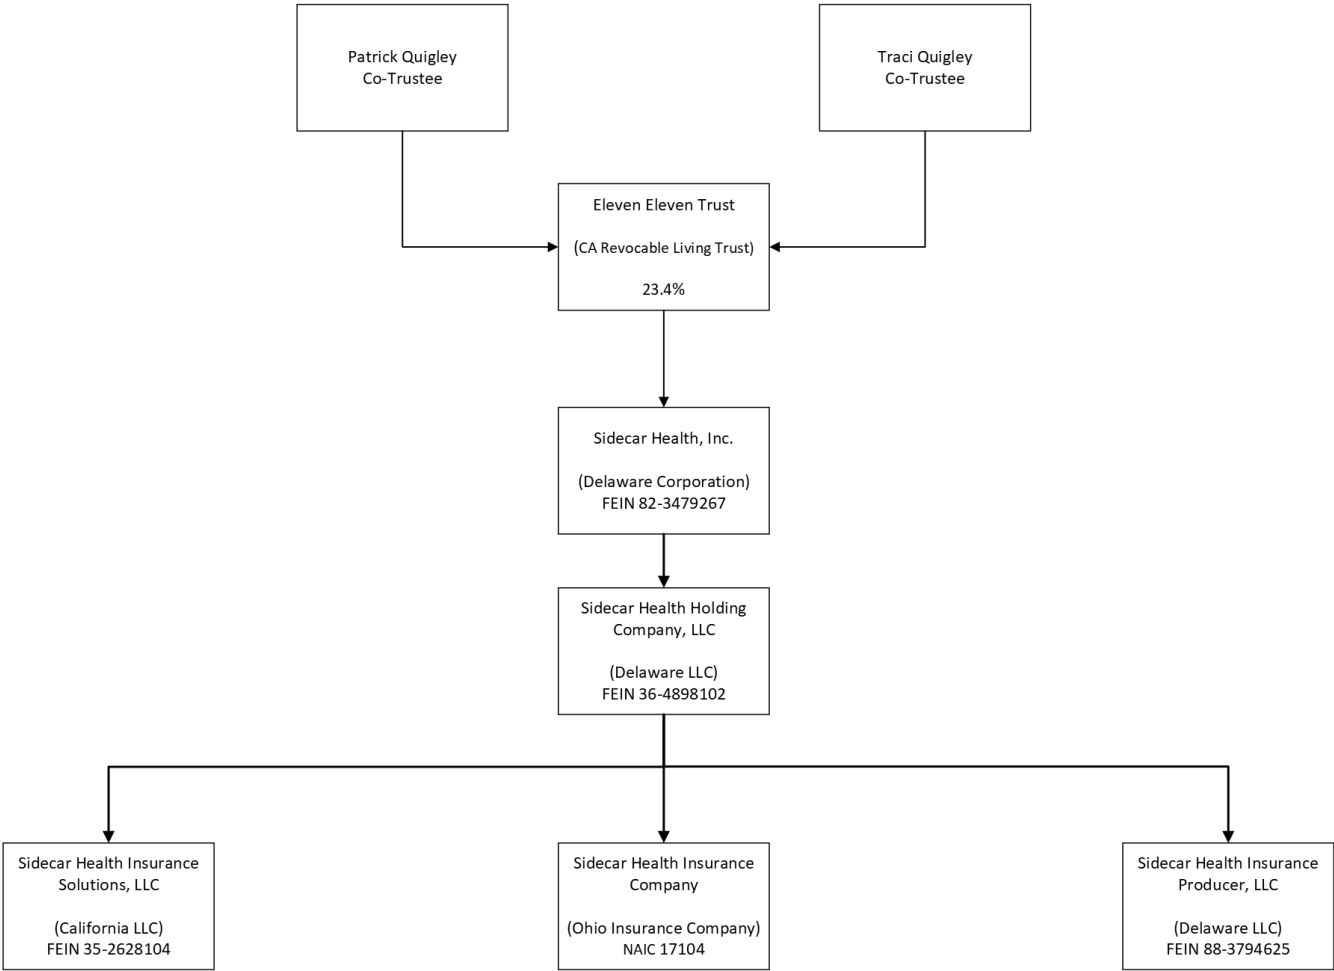 Patrick Quigley
Co-Trustee
Traci Quigley
Co-Trustee
Eleven Eleven Trust
(CA Revocable Living Trust)
23.4%
Sidecar Health, Inc.
(Delaware Corporation)
FEIN 82-3479267
Sidecar Health Holding
Company, LLC
(Delaware LLC)
FEIN 36-4898102
Sidecar Health Insurance
Solutions, LLC
(California LLC)
FEIN 35-2628104
Sidecar Health Insurance
Company
(Ohio Insurance Company)
NAIC 17104
Sidecar Health Insurance
Producer, LLC
(Delaware LLC)
FEIN 88-3794625